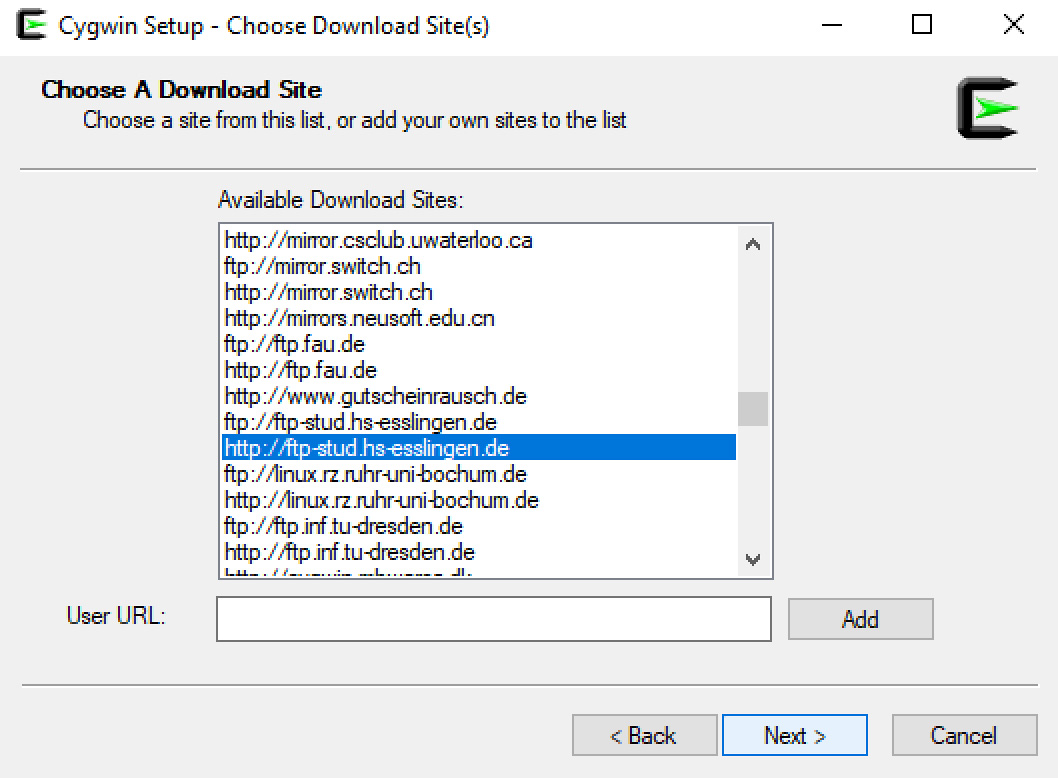 Cygwin Setup - Choose Download Site(s)
Choose A Download Site
Choose a site from this list, or add your own sites to the list
Available Download Sites:
http://mirror.csclub.uwaterloo.ca
ftp://mirror.switch.ch
http://mirror.switch.ch
http://mirrors.neusoft.edu.cn
ftp://ftp.fau.de
http://ftp.fau.de
http://www.gutscheinrausch.de
ftp://ftp-stud.hs-esslingen.de
http://ftp-stud.hs-esslingen.de
ftp://linux.rz.ruhr-uni-bochum.de
http://linux.rz.ruhr-uni-bochum.de
ftp://ftp.inf.tu-dresden.de
http://ftp.inf.tu-dresden.de
User URL:
Add
< Back
Next >
Cancel